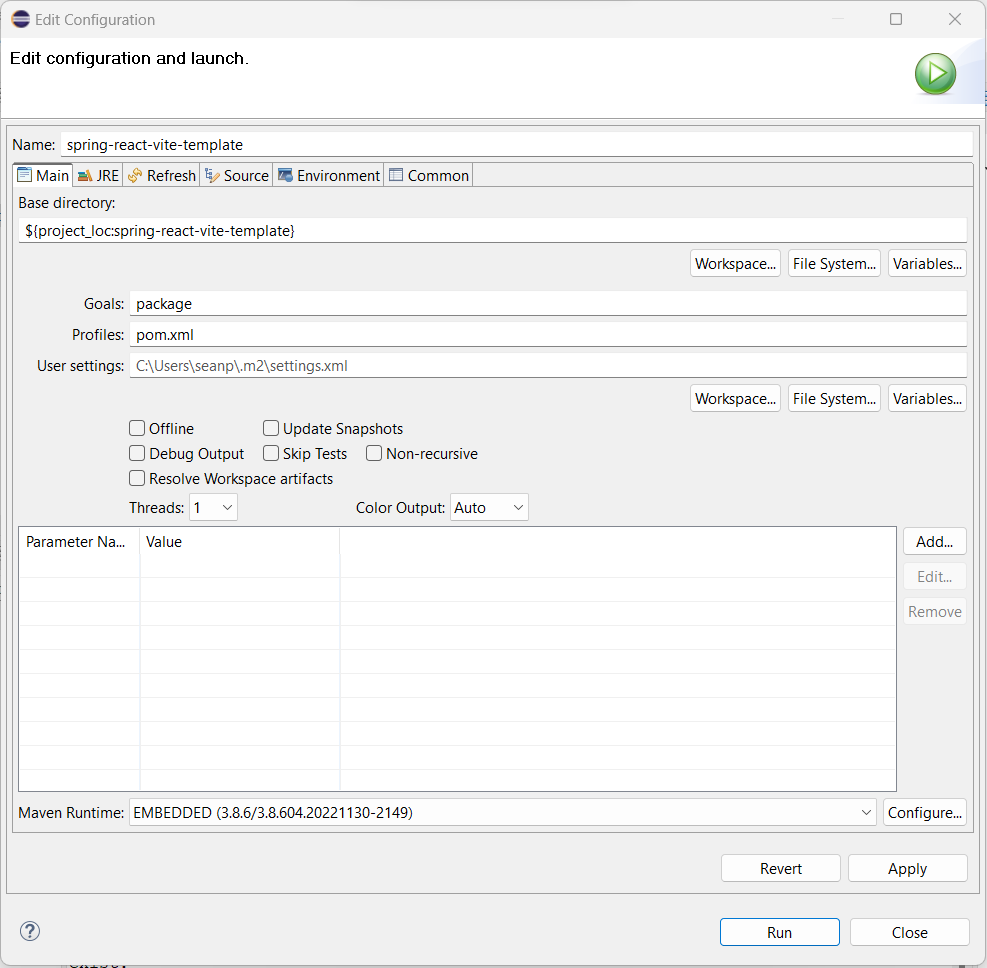 Edit Configuration
Edit configuration and launch.
Name: spring-react-vite-template
Main JRE Refresh Source Environment Common
Base directory:
${project_loc:spring-react-vite-template}
Workspace... File System... Variables...
Goals: package
Profiles: pom.xml
User settings: C:\Users\seanp\.m2\settings.xml
Workspace... File System... Variables...
Offline Update Snapshots
Debug Output Skip Tests Non-recursive
Resolve Workspace artifacts
Threads: 1 Color Output: Auto
Parameter Na... Value Add...
Edit...
Remove
Maven Runtime: EMBEDDED (3.8.6/3.8.604.20221130-2149) Configure...
Revert Apply
? Run Close